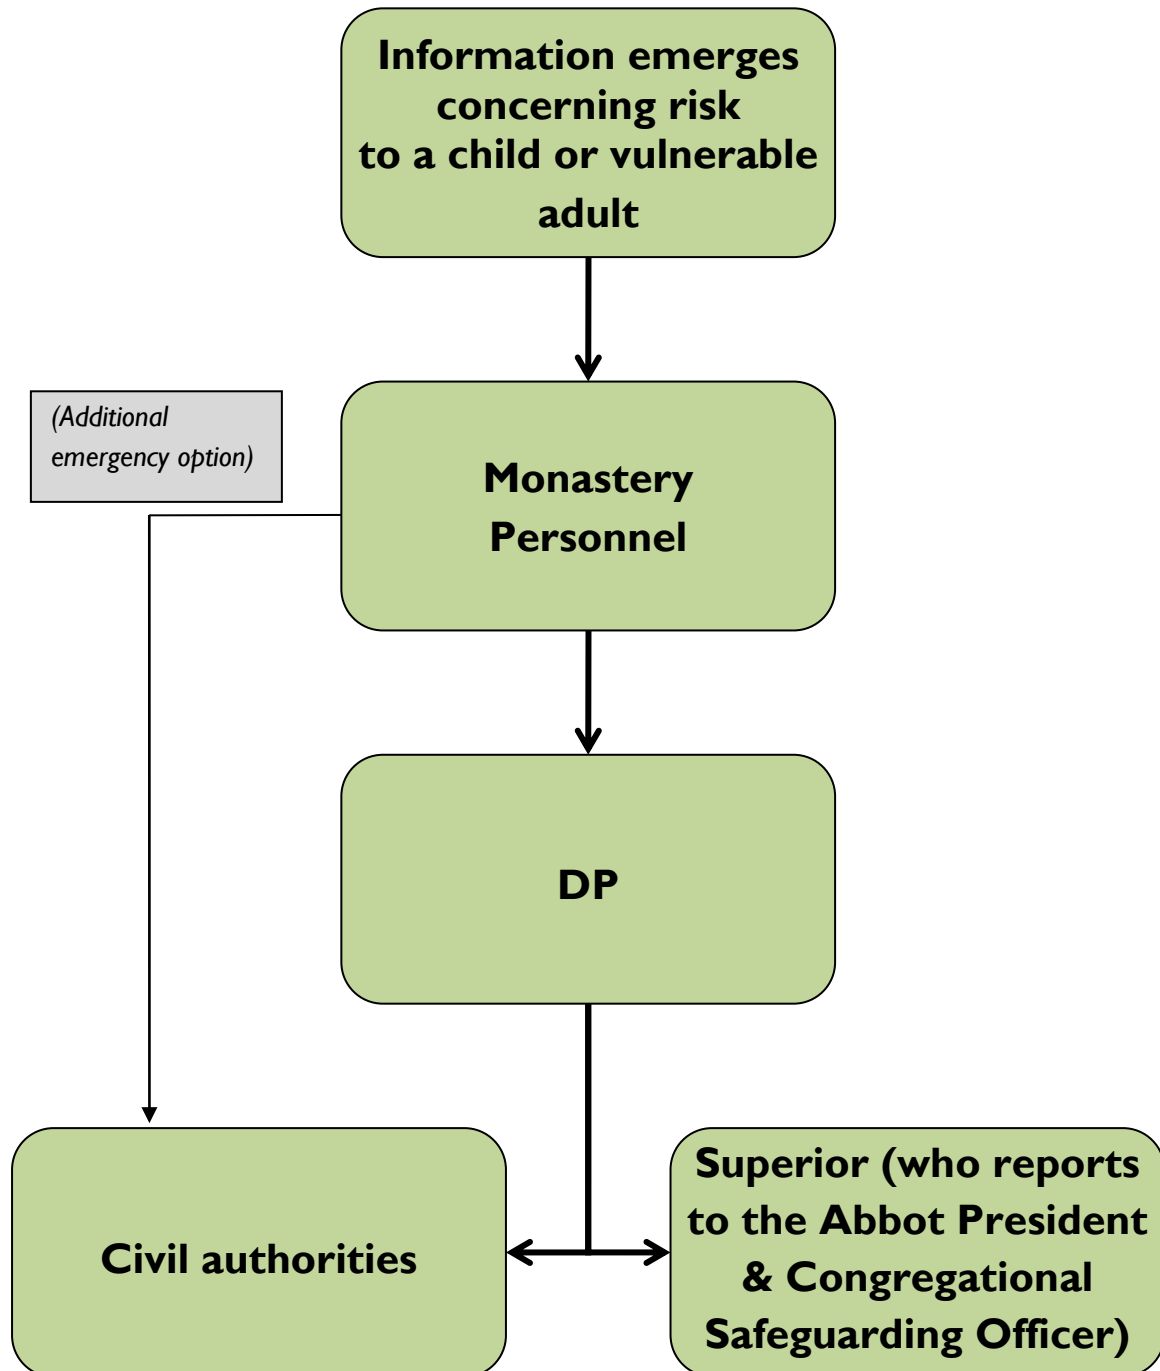 Information emerges
concerning risk
to a child or vulnerable
adult
(Additional
emergency option)
Monastery
Personnel
DP
Civil authorities
Superior (who reports
to the Abbot President
& Congregational
Safeguarding Officer)